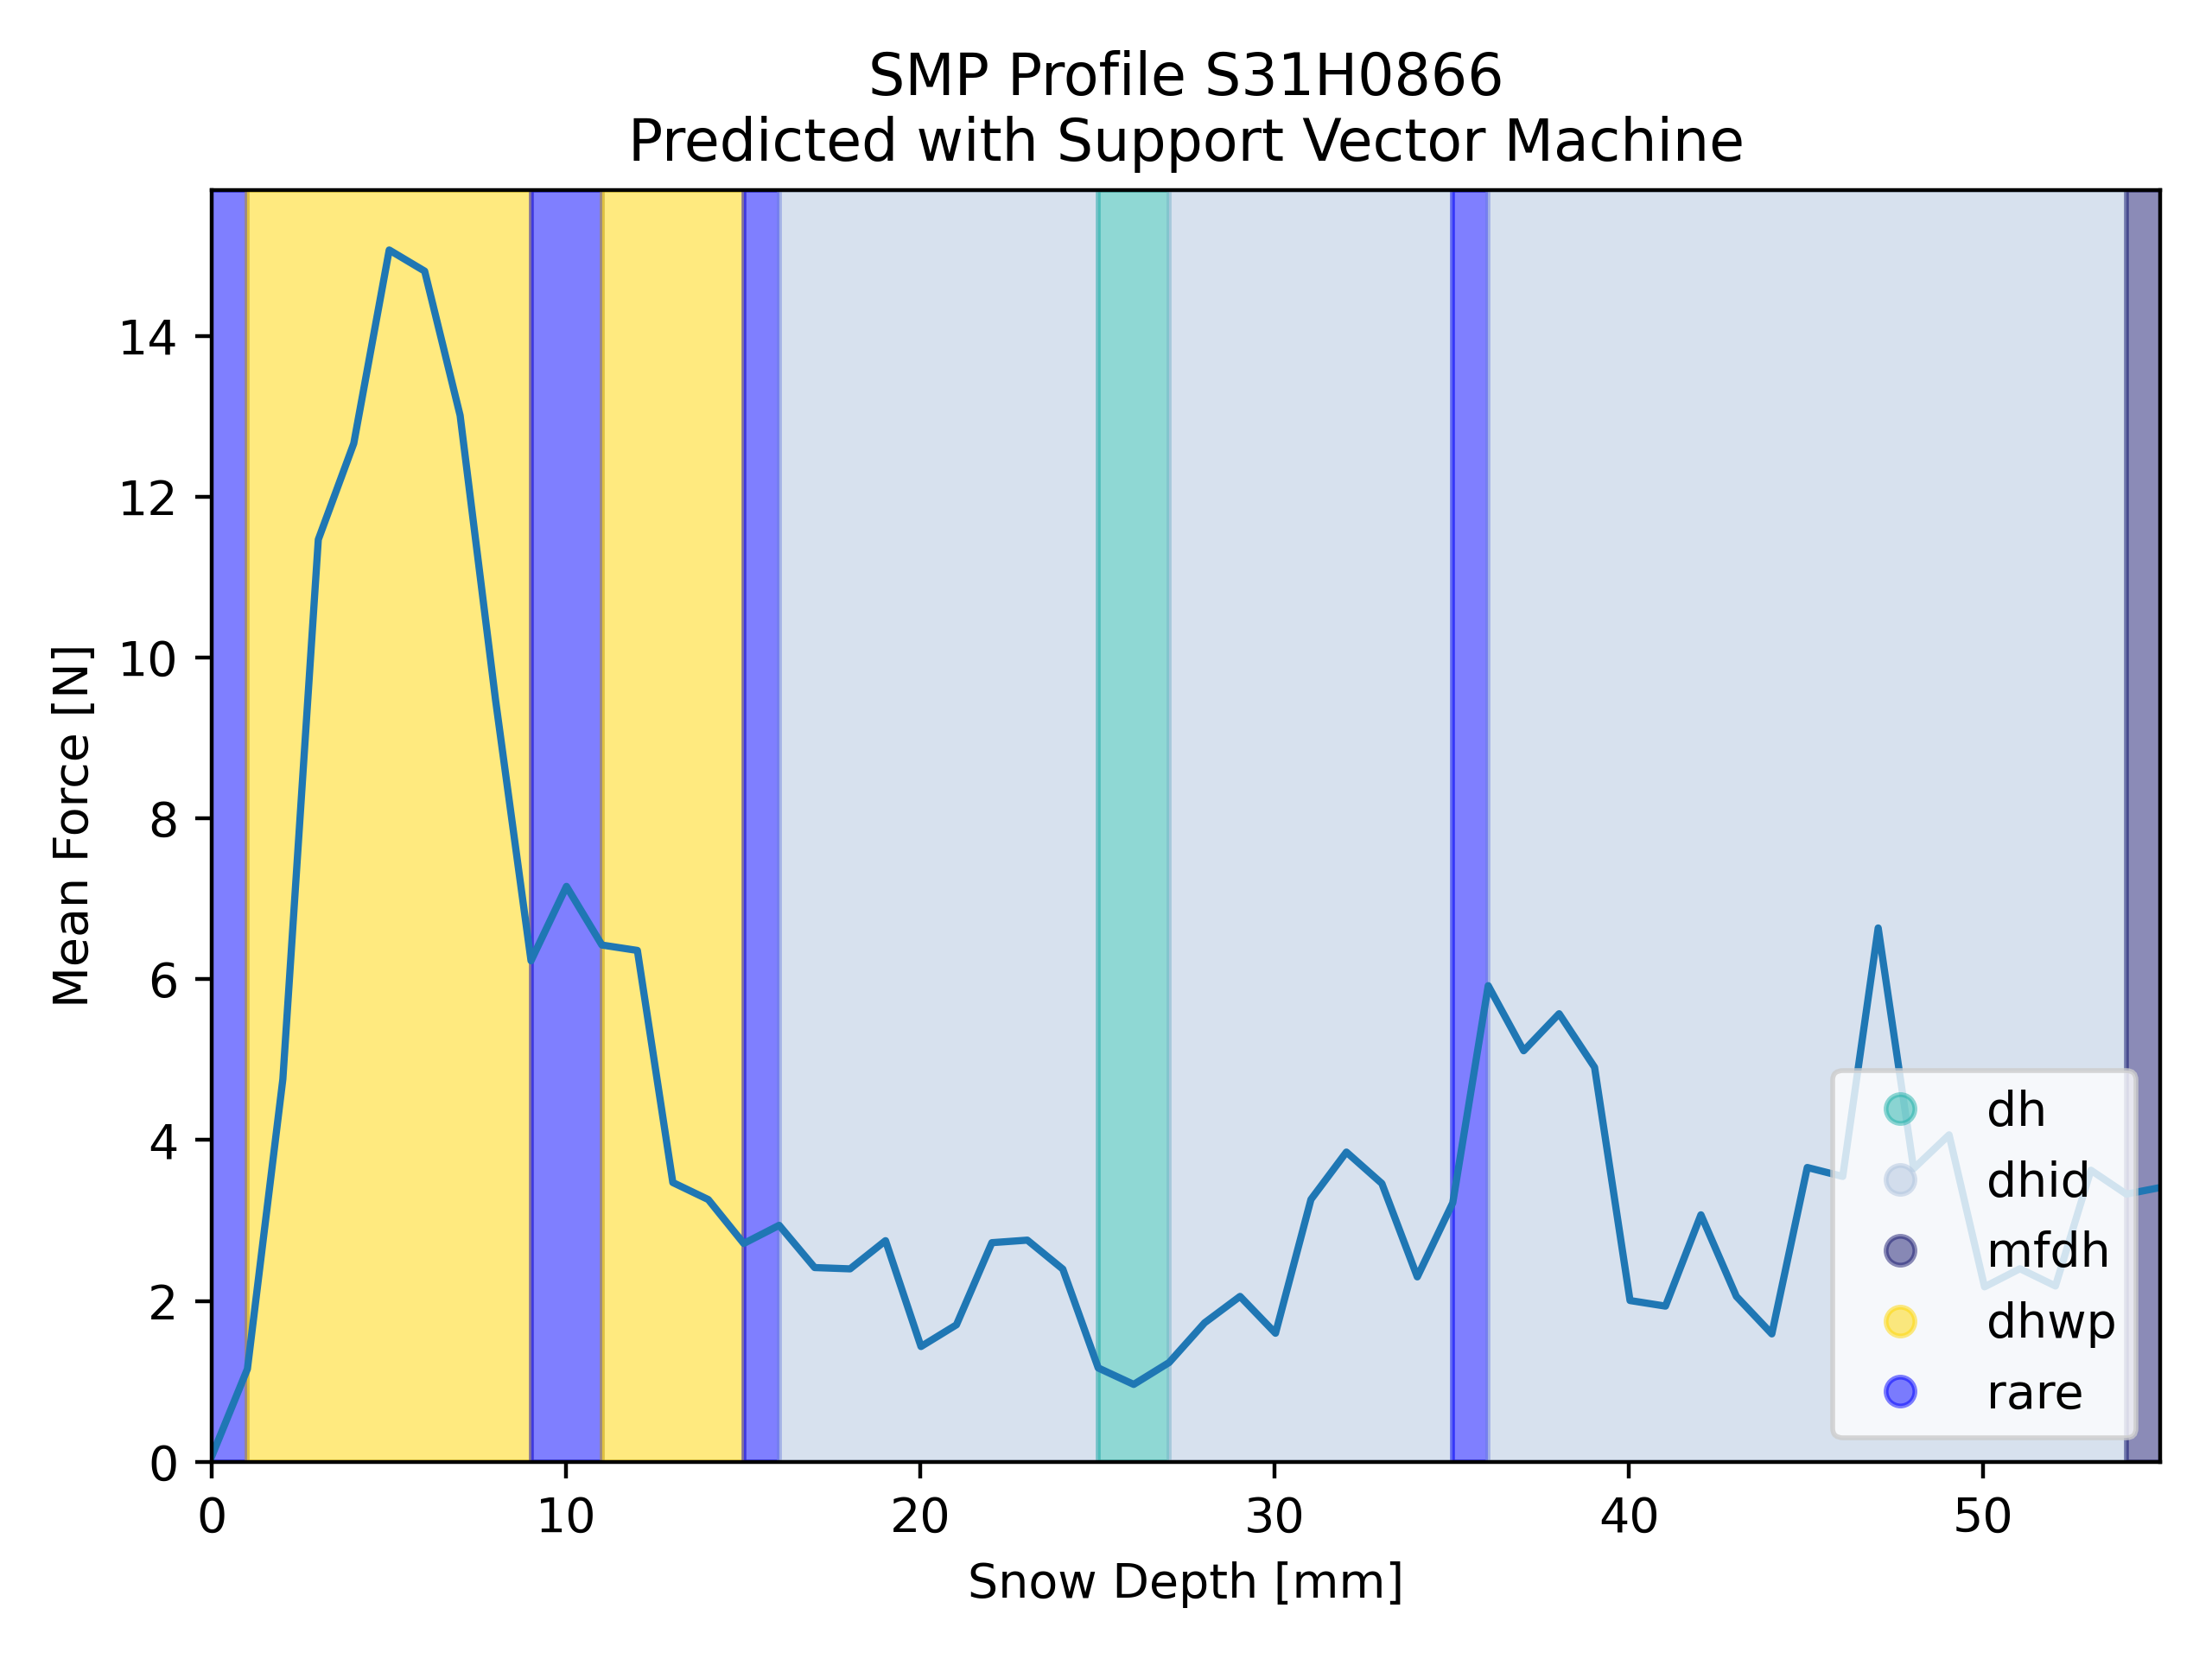 SMP Profile S31H0866
Predicted with Support Vector Machine
Mean Force [N]
14
12
10
8
6
4
2
0
0 10 20 30 40 50
Snow Depth [mm]
dh
dhid
mfdh
dhwp
rare